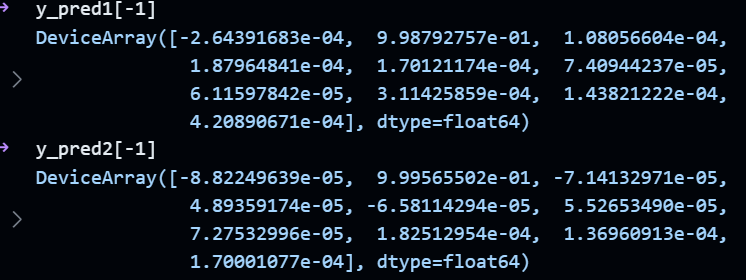 y_pred1[-1]
DeviceArray([-2.64391683e-04,  9.98792757e-01,  1.08056604e-04,
              1.87964841e-04,  1.70121174e-04,  7.40944237e-05,
              6.11597842e-05,  3.11425859e-04,  1.43821222e-04,
              4.20890671e-04], dtype=float64)
y_pred2[-1]
DeviceArray([-8.82249639e-05,  9.99565502e-01, -7.14132971e-05,
              4.89359174e-05, -6.58114294e-05,  5.52653490e-05,
              7.27532996e-05,  1.82512954e-04,  1.36960913e-04,
              1.70001077e-04], dtype=float64)